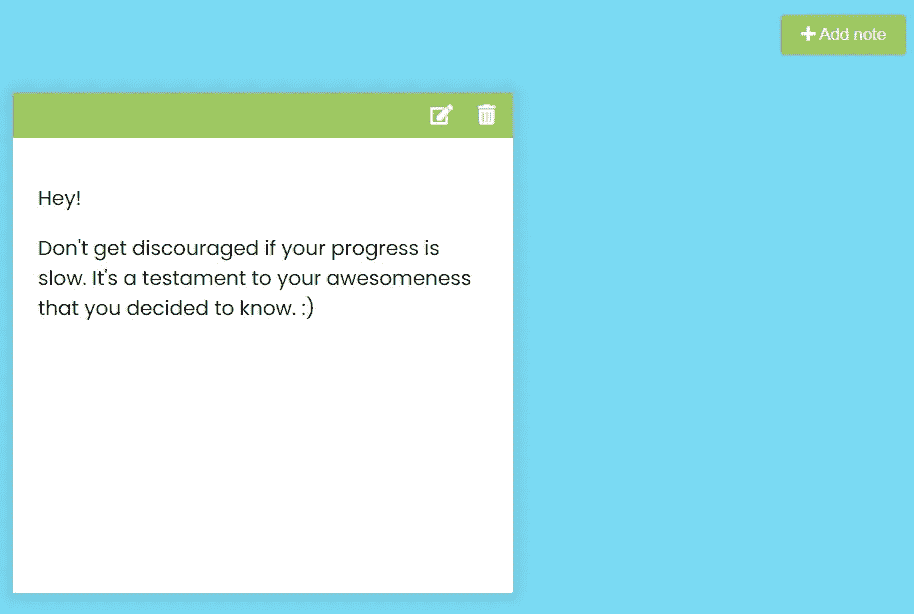 Add note
Hey!
Don't get discouraged if your progress is
slow. It's a testament to your awesomeness
that you decided to know. :)